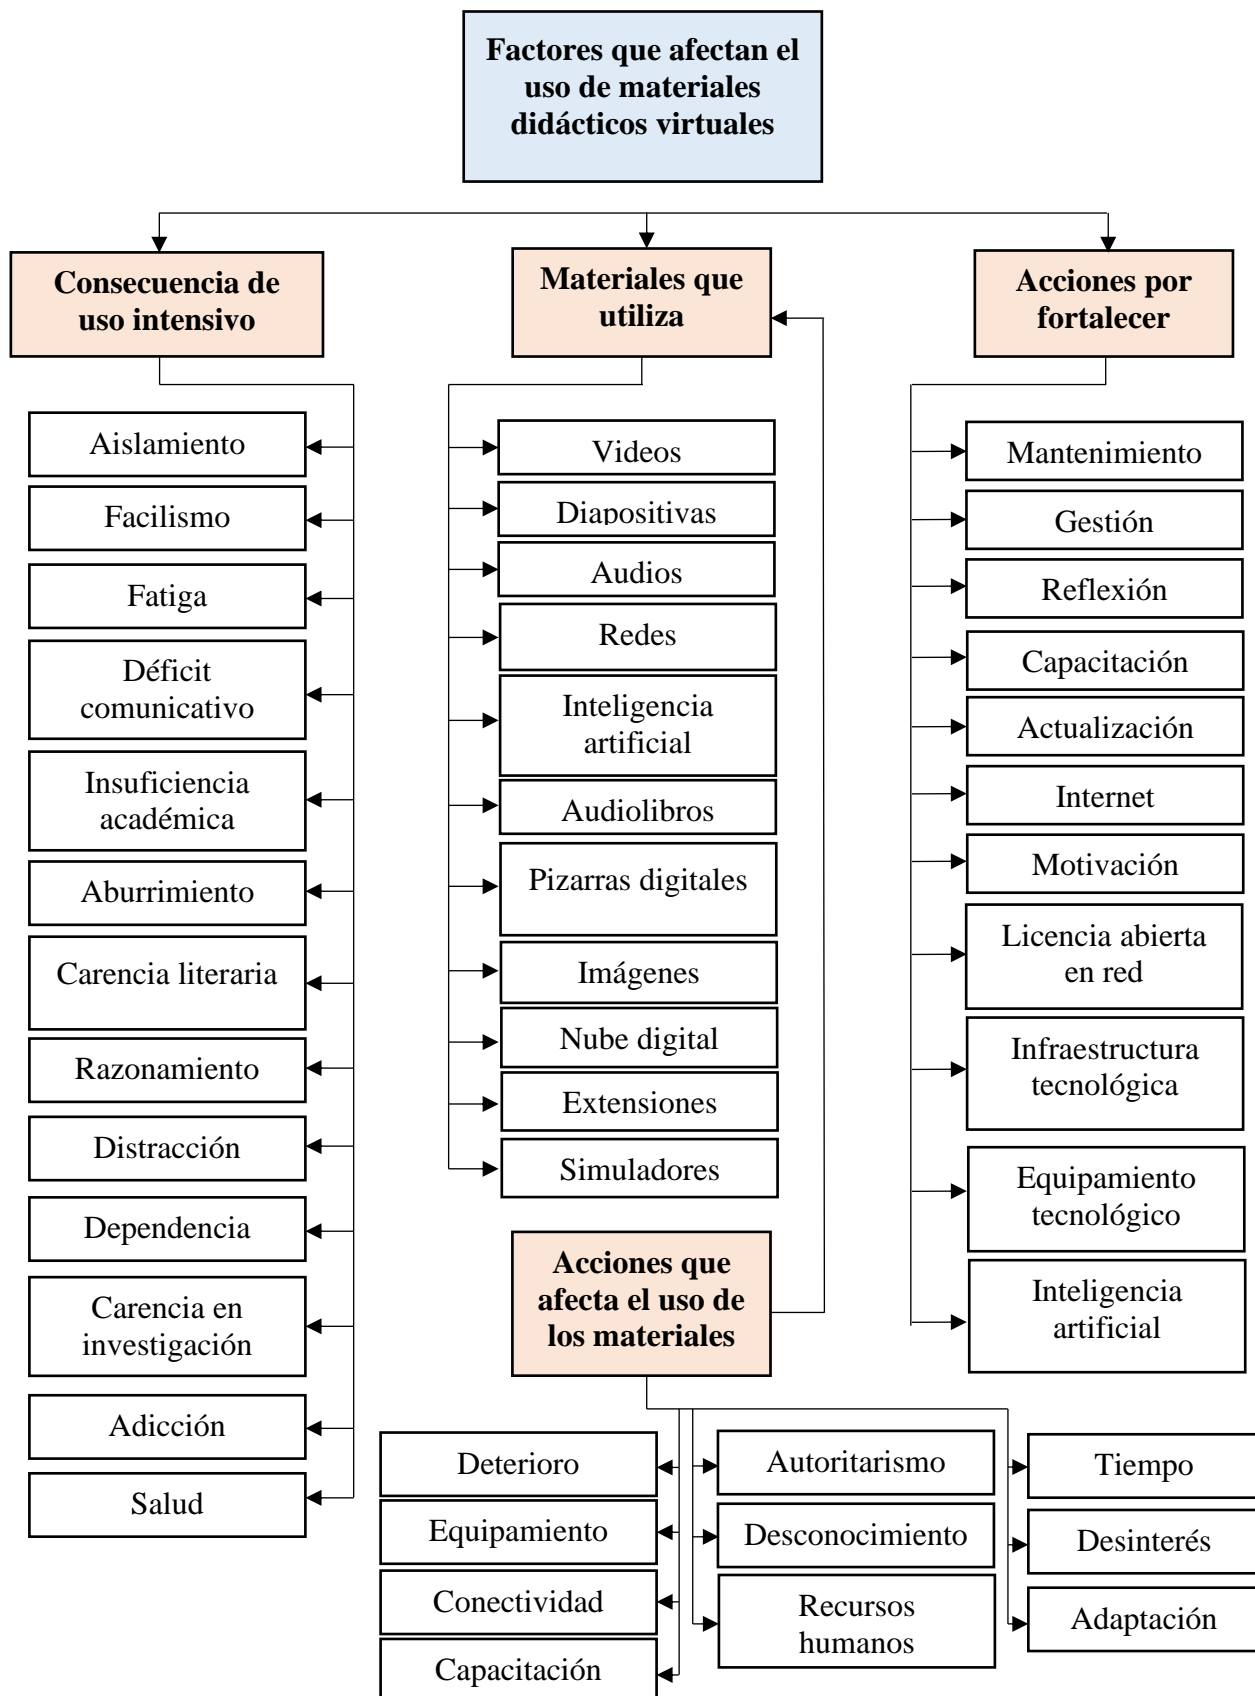 Factores que afectan el
uso de materiales
didácticos virtuales
Consecuencia de
uso intensivo
Aislamiento
Facilismo
Fatiga
Déficit
comunicativo
Insuficiencia
académica
Aburrimiento
Carencia literaria
Razonamiento
Distracción
Dependencia
Carencia en
investigación
Adicción
Salud
Materiales que
utiliza
Videos
Diapositivas
Audios
Redes
Inteligencia
artificial
Audiolibros
Pizarras digitales
Imágenes
Nube digital
Extensiones
Simuladores
Acciones que
afecta el uso de
los materiales
Deterioro
Equipamiento
Conectividad
Capacitación
Autoritarismo
Desconocimiento
Recursos
humanos
Tiempo
Desinterés
Adaptación
Acciones por
fortalecer
Mantenimiento
Gestión
Reflexión
Capacitación
Actualización
Internet
Motivación
Licencia abierta
en red
Infraestructura
tecnológica
Equipamiento
tecnológico
Inteligencia
artificial